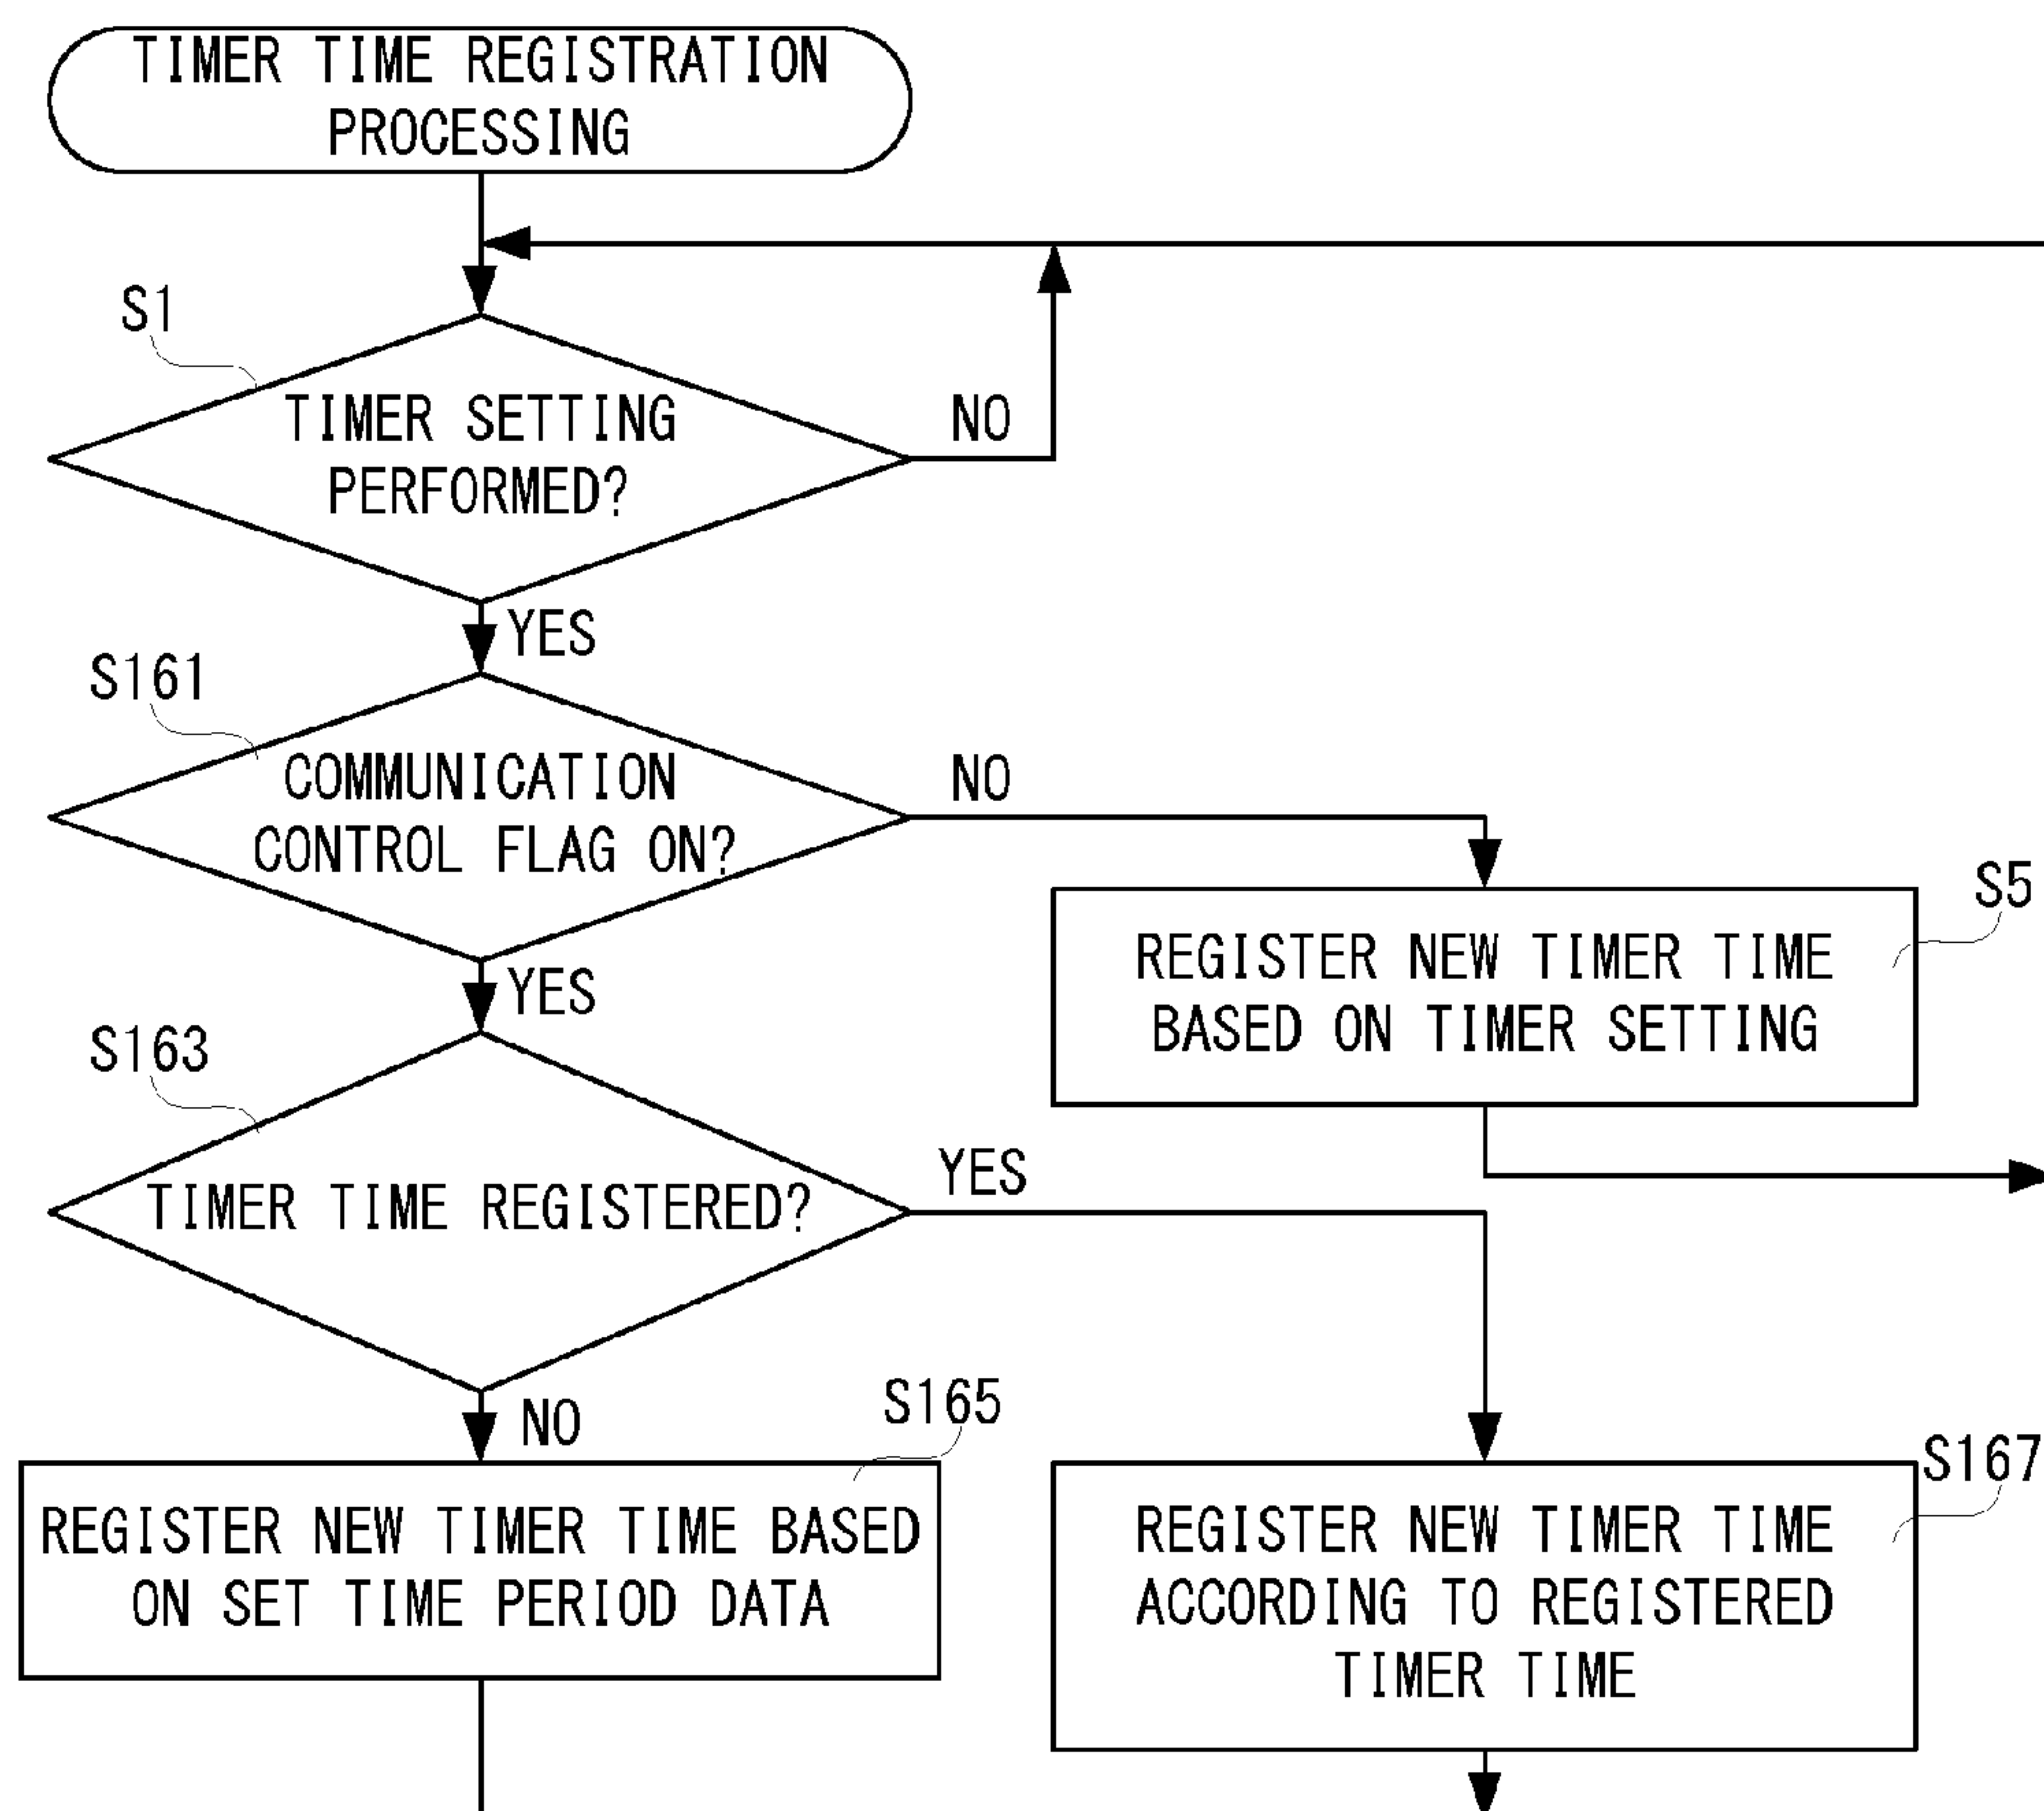 TIMER TIME REGISTRATION
PROCESSING
S1
TIMER SETTING
PERFORMED?
NO
YES
S161
COMMUNICATION
CONTROL FLAG ON?
NO
S5
REGISTER NEW TIMER TIME
BASED ON TIMER SETTING
YES
S163
TIMER TIME REGISTERED?
YES
NO
S165
REGISTER NEW TIMER TIME BASED
ON SET TIME PERIOD DATA
S167
REGISTER NEW TIMER TIME
ACCORDING TO REGISTERED
TIMER TIME